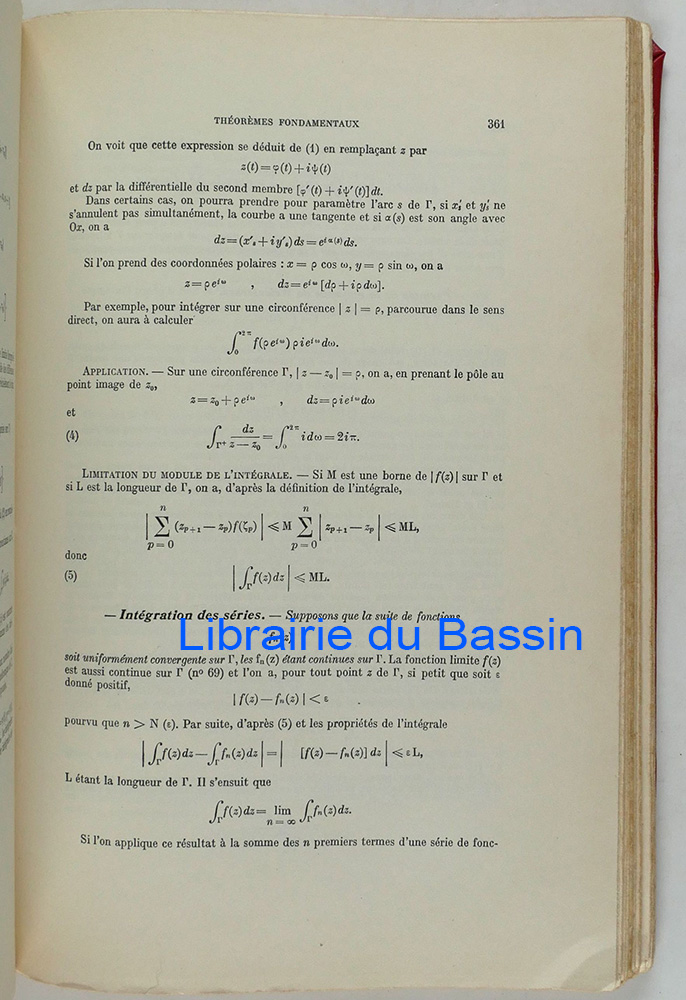 THÉORÈMES FONDAMENTAUX 361
On voit que cette expression se déduit de (1) en remplaçant z par
z(t) = φ(t) + iψ(t)
et dz par la différentielle du second membre [φ′(t) + iψ′(t)] dt.
Dans certains cas, on pourra prendre pour paramètre l'arc s de Γ, si x′ₛ et y′ₛ ne
s'annulent pas simultanément, la courbe a une tangente et si α(s) est son angle avec
Ox, on a
dz = (x′ₛ + iy′ₛ) ds = e^{iα(s)} ds.
Si l'on prend des coordonnées polaires : x = ρ cos ω, y = ρ sin ω, on a
z = ρe^{iω} , dz = e^{iω} [dρ + iρdω].
Par exemple, pour intégrer sur une circonférence | z | = ρ, parcourue dans le sens
direct, on aura à calculer
∫₀^{2π} f(ρe^{iω}) ρie^{iω}dω.
APPLICATION. — Sur une circonférence Γ, | z — z₀ | = ρ, on a, en prenant le pôle au
point image de z₀,
z = z₀ + ρe^{iω} , dz = ρie^{iω}dω
et
(4) ∫_{Γ+} dz / (z — z₀) = ∫₀^{2π} idω = 2iπ.
LIMITATION DU MODULE DE L'INTÉGRALE. — Si M est une borne de |f(z)| sur Γ et
si L est la longueur de Γ, on a, d'après la définition de l'intégrale,
| ∑_{p=0}^{n} (z_{p+1} — z_p) f(ζ_p) | ⩽ M ∑_{p=0}^{n} | z_{p+1} — z_p | ⩽ ML,
donc
(5) | ∫_Γ f(z) dz | ⩽ ML.
— Intégration des séries. — Supposons que la suite de fonctions
fₙ(z)
Librairie du Bassin
soit uniformément convergente sur Γ, les fₙ(z) étant continues sur Γ. La fonction limite f(z)
est aussi continue sur Γ (nº 69) et l'on a, pour tout point z de Γ, si petit que soit ε
donné positif,
| f(z) — fₙ(z) | < ε
pourvu que n > N (ε). Par suite, d'après (5) et les propriétés de l'intégrale
| ∫_Γ f(z) dz — ∫_Γ fₙ(z) dz | = | [f(z) — fₙ(z)] dz | ⩽ εL,
L étant la longueur de Γ. Il s'ensuit que
∫_Γ f(z) dz = lim_{n = ∞} ∫_Γ fₙ(z) dz.
Si l'on applique ce résultat à la somme des n premiers termes d'une série de fonc-